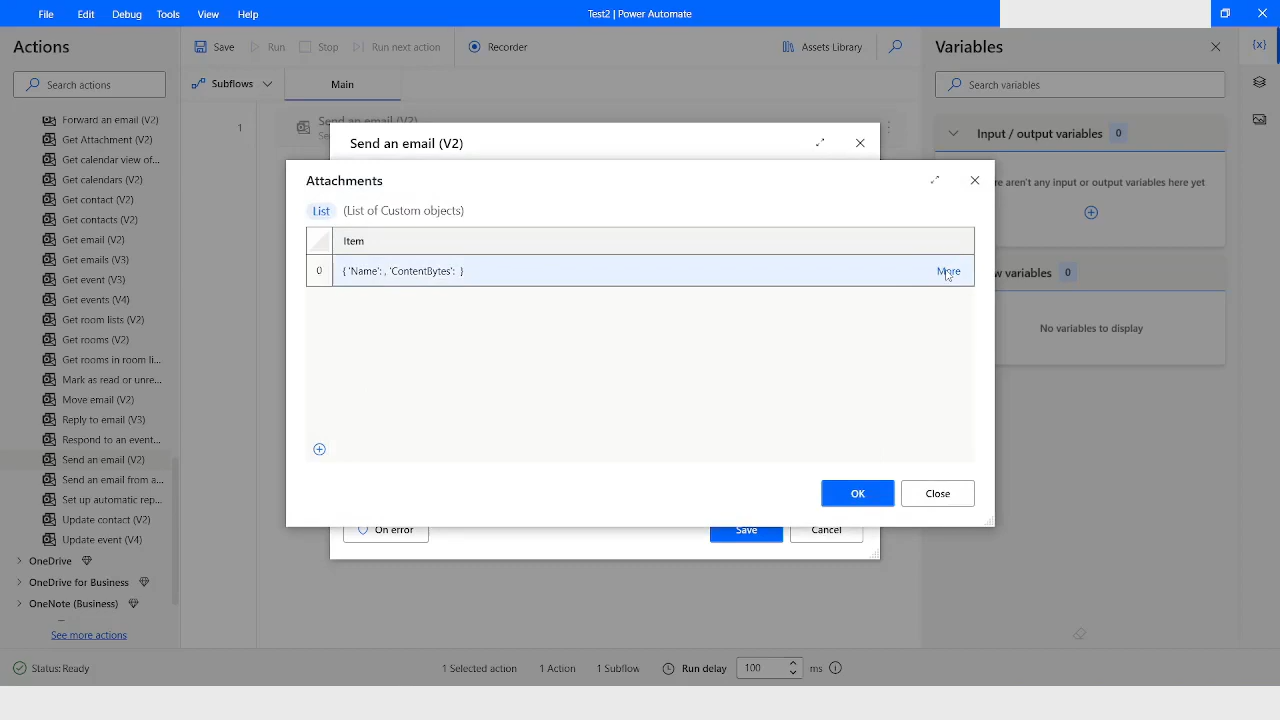 File Edit Debug Tools View Help
Test2 | Power Automate
Actions
Search actions
Forward an email (V2)
Get Attachment (V2)
Get calendar view of...
Get calendars (V2)
Get contact (V2)
Get contacts (V2)
Get email (V2)
Get emails (V3)
Get event (V3)
Get events (V4)
Get room lists (V2)
Get rooms (V2)
Get rooms in room li...
Mark as read or unre...
Move email (V2)
Reply to email (V3)
Respond to an event...
Send an email (V2)
Send an email from a...
Set up automatic rep...
Update contact (V2)
Update event (V4)
OneDrive
OneDrive for Business
OneNote (Business)
See more actions
Save Run Stop Run next action Recorder Assets Library
Subflows Main
1
Send an email (V2)
Send an email (V2)
Attachments
List (List of Custom objects)
Item
0 { 'Name': , 'ContentBytes': } More
OK Close
On error Save Cancel
Variables
Search variables
Input / output variables 0
re aren't any input or output variables here yet
w variables 0
No variables to display
{x}
Status: Ready 1 Selected action 1 Action 1 Subflow Run delay 100 ms